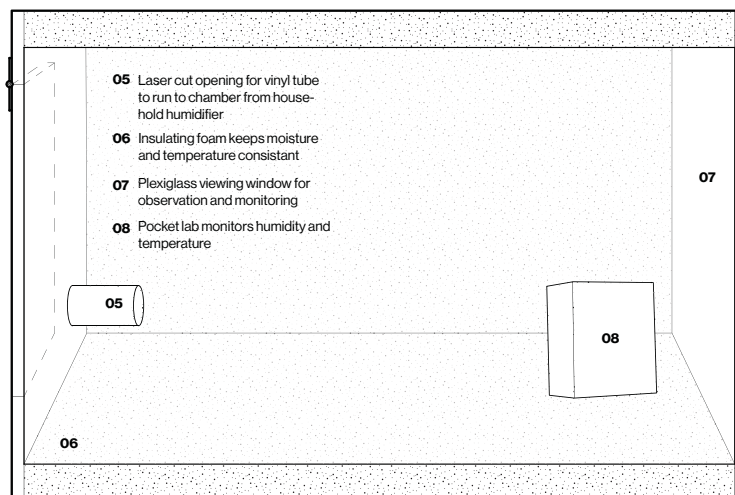 05 Laser cut opening for vinyl tube
to run to chamber from house-
hold humidifier
06 Insulating foam keeps moisture
and temperature consistant
07 Plexiglass viewing window for
observation and monitoring
08 Pocket lab monitors humidity and
temperature
07
05
08
06